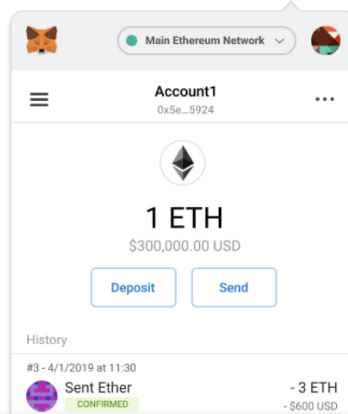 Main Ethereum Network
Account1
0x5e...5924
1 ETH
$300,000.00 USD
Deposit Send
History
#3 - 4/1/2019 at 11:30
Sent Ether - 3 ETH
CONFIRMED - $600 USD